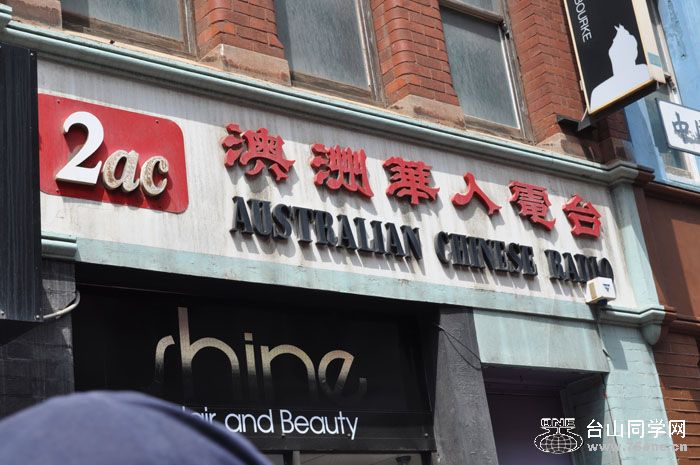 BOURKE
2ac
澳洲華人電台
AUSTRALIAN CHINESE RADIO
shine
Hair and Beauty
ONE
台山同学网